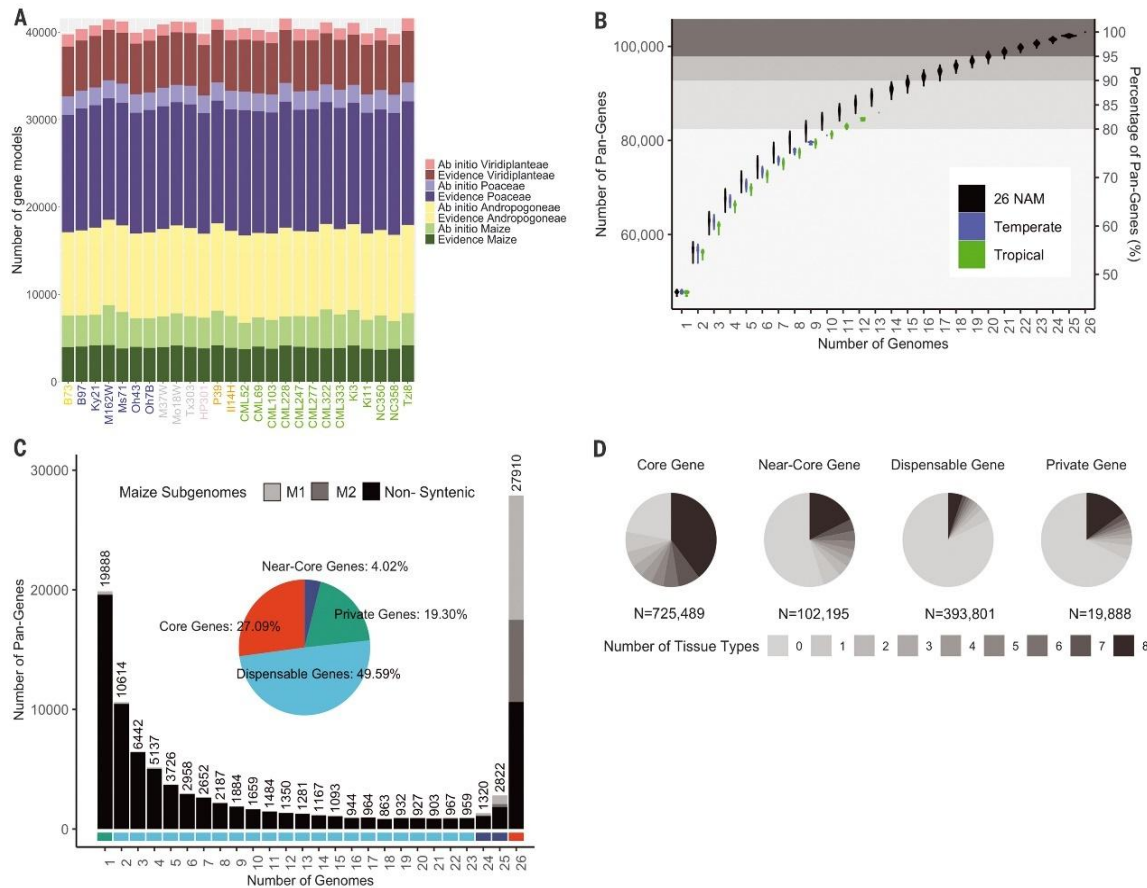 A
Number of gene models
40000
30000
20000
10000
0
Ab initio Viridiplanteae
Evidence Viridiplanteae
Ab initio Poaceae
Evidence Poaceae
Ab initio Andropogoneae
Evidence Andropogoneae
Ab initio Maize
Evidence Maize
B73
B97
Ky21
M162W
Ms71
Oh43
Oh7B
M37W
Mo18W
Tx303
HP301
P39
Il14H
CML52
CML69
CML103
CML228
CML247
CML277
CML322
CML333
Ki3
Ki11
NC350
NC358
Tzi8
B
Number of Pan-Genes
100,000
80,000
60,000
100
95
90
85
80
70
60
50
Percentage of Pan-Genes (%)
26 NAM
Temperate
Tropical
1 2 3 4 5 6 7 8 9 10 11 12 13 14 15 16 17 18 19 20 21 22 23 24 25 26
Number of Genomes
C
Number of Pan-Genes
30000
20000
10000
0
Maize Subgenomes M1 M2 Non- Syntenic
19888
10614
6442
5137
3726
2958
2652
2187
1884
1659
1484
1350
1281
1167
1093
944
964
863
932
927
903
967
959
1320
2822
27910
Near-Core Genes: 4.02%
Private Genes: 19.30%
Core Genes: 27.09%
Dispensable Genes: 49.59%
1 2 3 4 5 6 7 8 9 10 11 12 13 14 15 16 17 18 19 20 21 22 23 24 25 26
Number of Genomes
D
Core Gene Near-Core Gene Dispensable Gene Private Gene
N=725,489 N=102,195 N=393,801 N=19,888
Number of Tissue Types 0 1 2 3 4 5 6 7 8